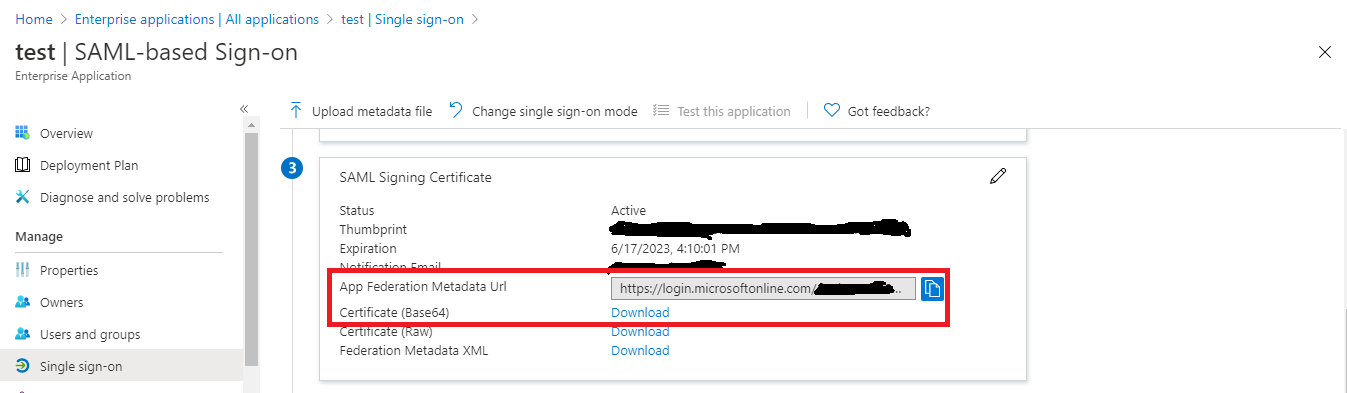 Home > Enterprise applications | All applications > test | Single sign-on >
test | SAML-based Sign-on
Enterprise Application
Upload metadata file Change single sign-on mode Test this application Got feedback?
Overview
Deployment Plan
Diagnose and solve problems
Manage
Properties
Owners
Users and groups
Single sign-on
3
SAML Signing Certificate
Status Active
Thumbprint
Expiration 6/17/2023, 4:10:01 PM
Notification Email
App Federation Metadata Url https://login.microsoftonline.com/ ...
Certificate (Base64) Download
Certificate (Raw) Download
Federation Metadata XML Download